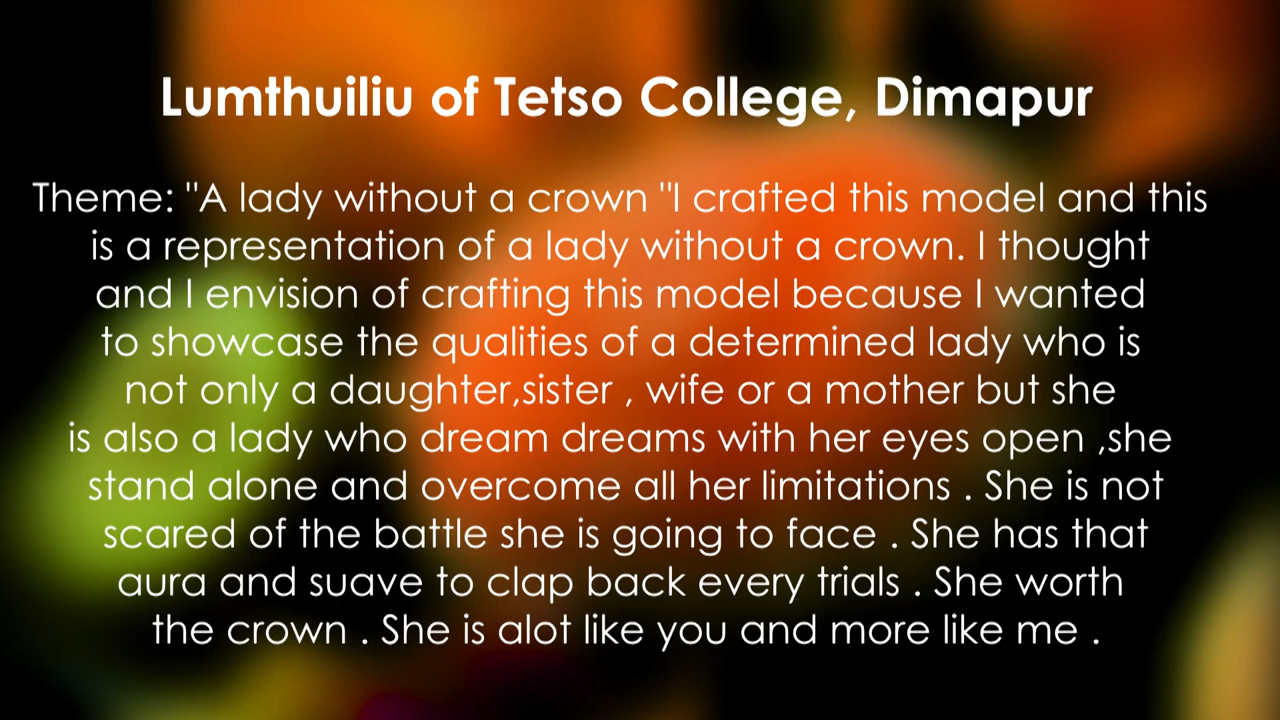 Lumthuiliu of Tetso College, Dimapur
Theme: "A lady without a crown "I crafted this model and this
is a representation of a lady without a crown. I thought
and I envision of crafting this model because I wanted
to showcase the qualities of a determined lady who is
not only a daughter,sister , wife or a mother but she
is also a lady who dream dreams with her eyes open ,she
stand alone and overcome all her limitations . She is not
scared of the battle she is going to face . She has that
aura and suave to clap back every trials . She worth
the crown . She is alot like you and more like me .